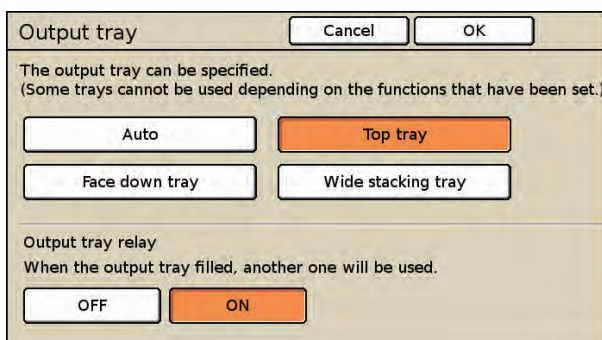 Output tray
Cancel
OK
The output tray can be specified.
(Some trays cannot be used depending on the functions that have been set.)
Auto
Top tray
Face down tray
Wide stacking tray
Output tray relay
When the output tray filled, another one will be used.
OFF
ON